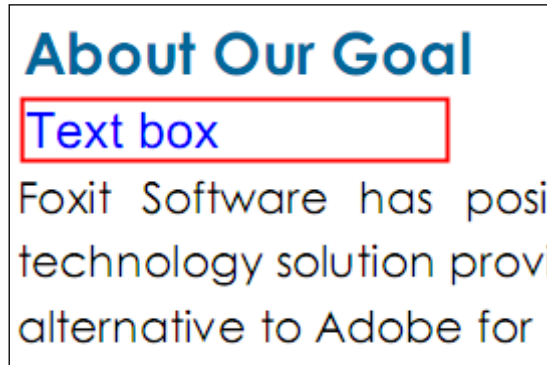 About Our Goal
Text box
Foxit Software has posi
technology solution provi
alternative to Adobe for